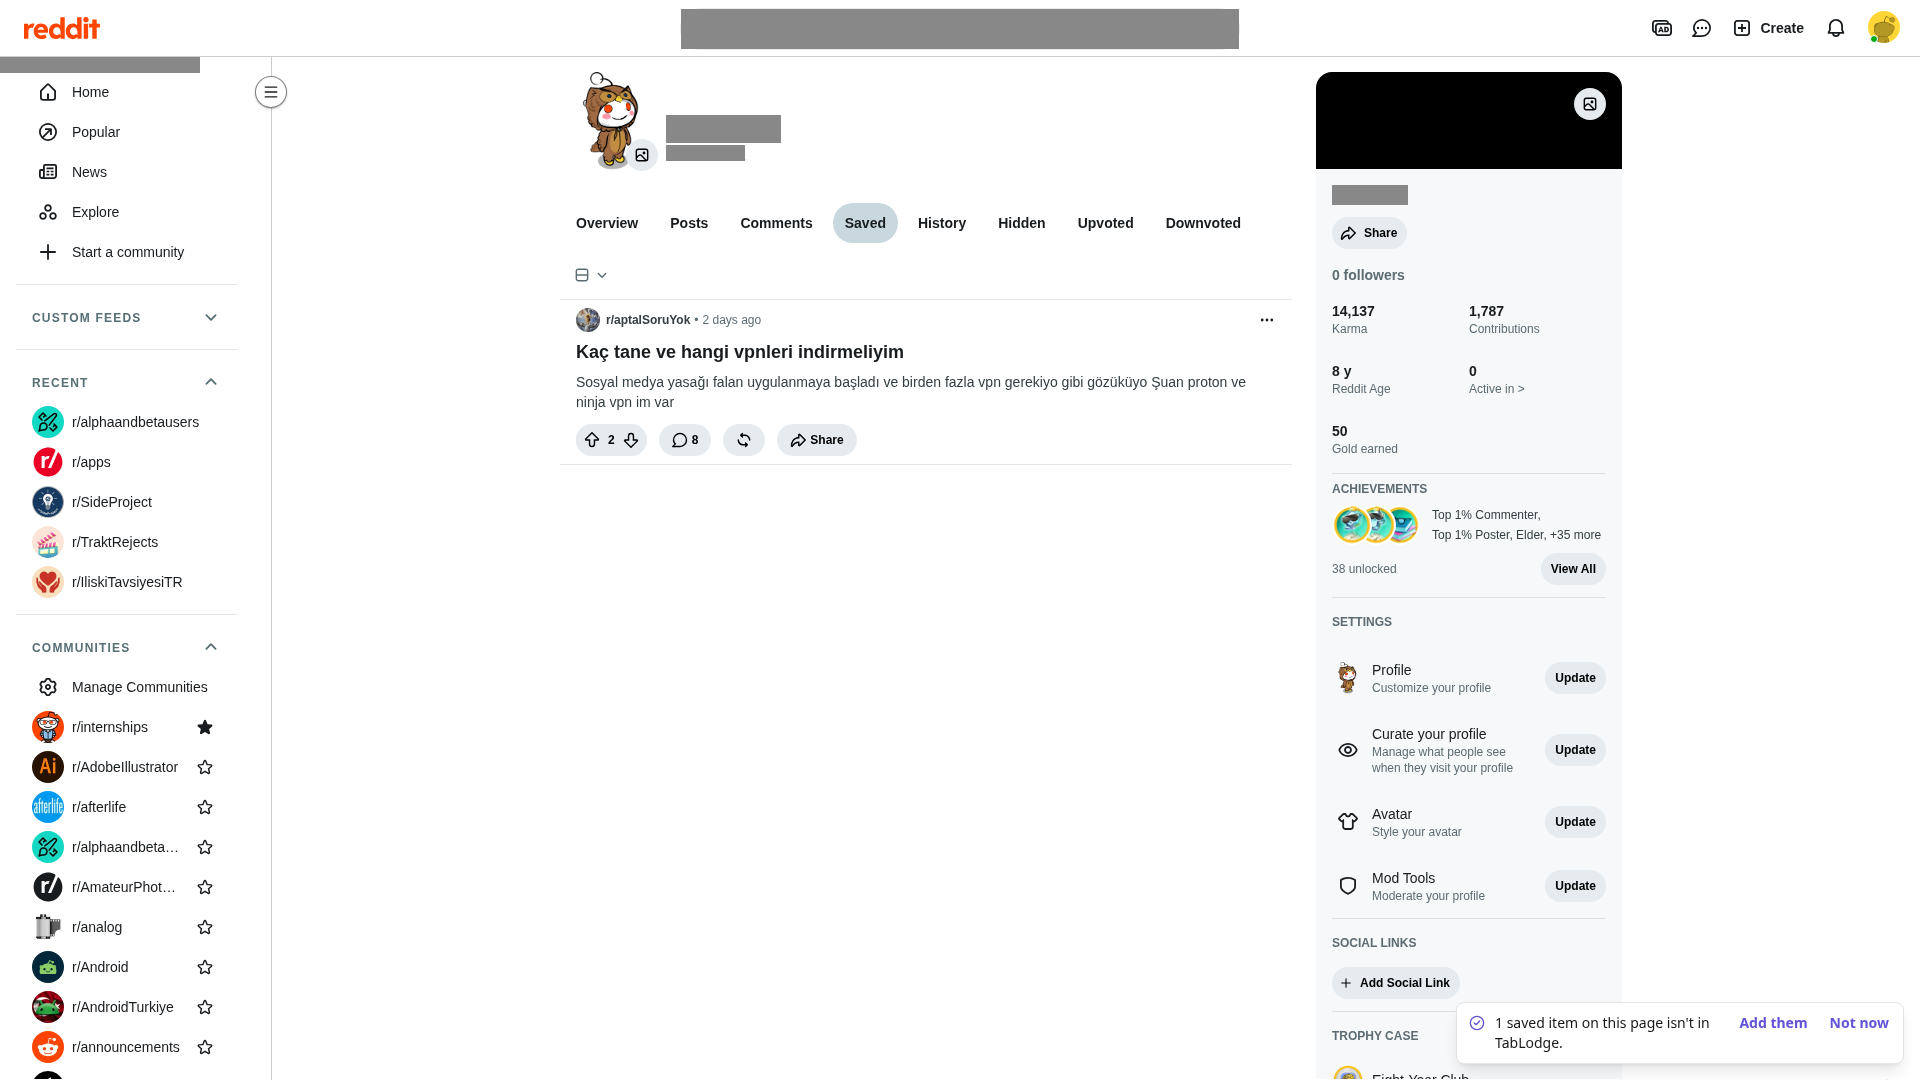 reddit
AD
Create
Home
Popular
News
Explore
Start a community
CUSTOM FEEDS
RECENT
r/alphaandbetausers
r/
r/apps
r/SideProject
r/TraktRejects
r/IliskiTavsiyesiTR
COMMUNITIES
Manage Communities
r/internships
Ai
r/AdobeIllustrator
afterlife
r/afterlife
r/alphaandbeta...
r/
r/AmateurPhot...
r/analog
r/Android
r/AndroidTurkiye
r/announcements
Overview
Posts
Comments
Saved
History
Hidden
Upvoted
Downvoted
r/aptalSoruYok • 2 days ago
Kaç tane ve hangi vpnleri indirmeliyim
Sosyal medya yasağı falan uygulanmaya başladı ve birden fazla vpn gerekiyo gibi gözüküyo Şuan proton ve
ninja vpn im var
2
8
Share
Share
0 followers
14,137
Karma
1,787
Contributions
8 y
Reddit Age
0
Active in >
50
Gold earned
ACHIEVEMENTS
Top 1% Commenter,
Top 1% Poster, Elder, +35 more
38 unlocked
View All
SETTINGS
Profile
Customize your profile
Update
Curate your profile
Manage what people see
when they visit your profile
Update
Avatar
Style your avatar
Update
Mod Tools
Moderate your profile
Update
SOCIAL LINKS
Add Social Link
TROPHY CASE
Eight-Year Club
1 saved item on this page isn't in
TabLodge.
Add them
Not now